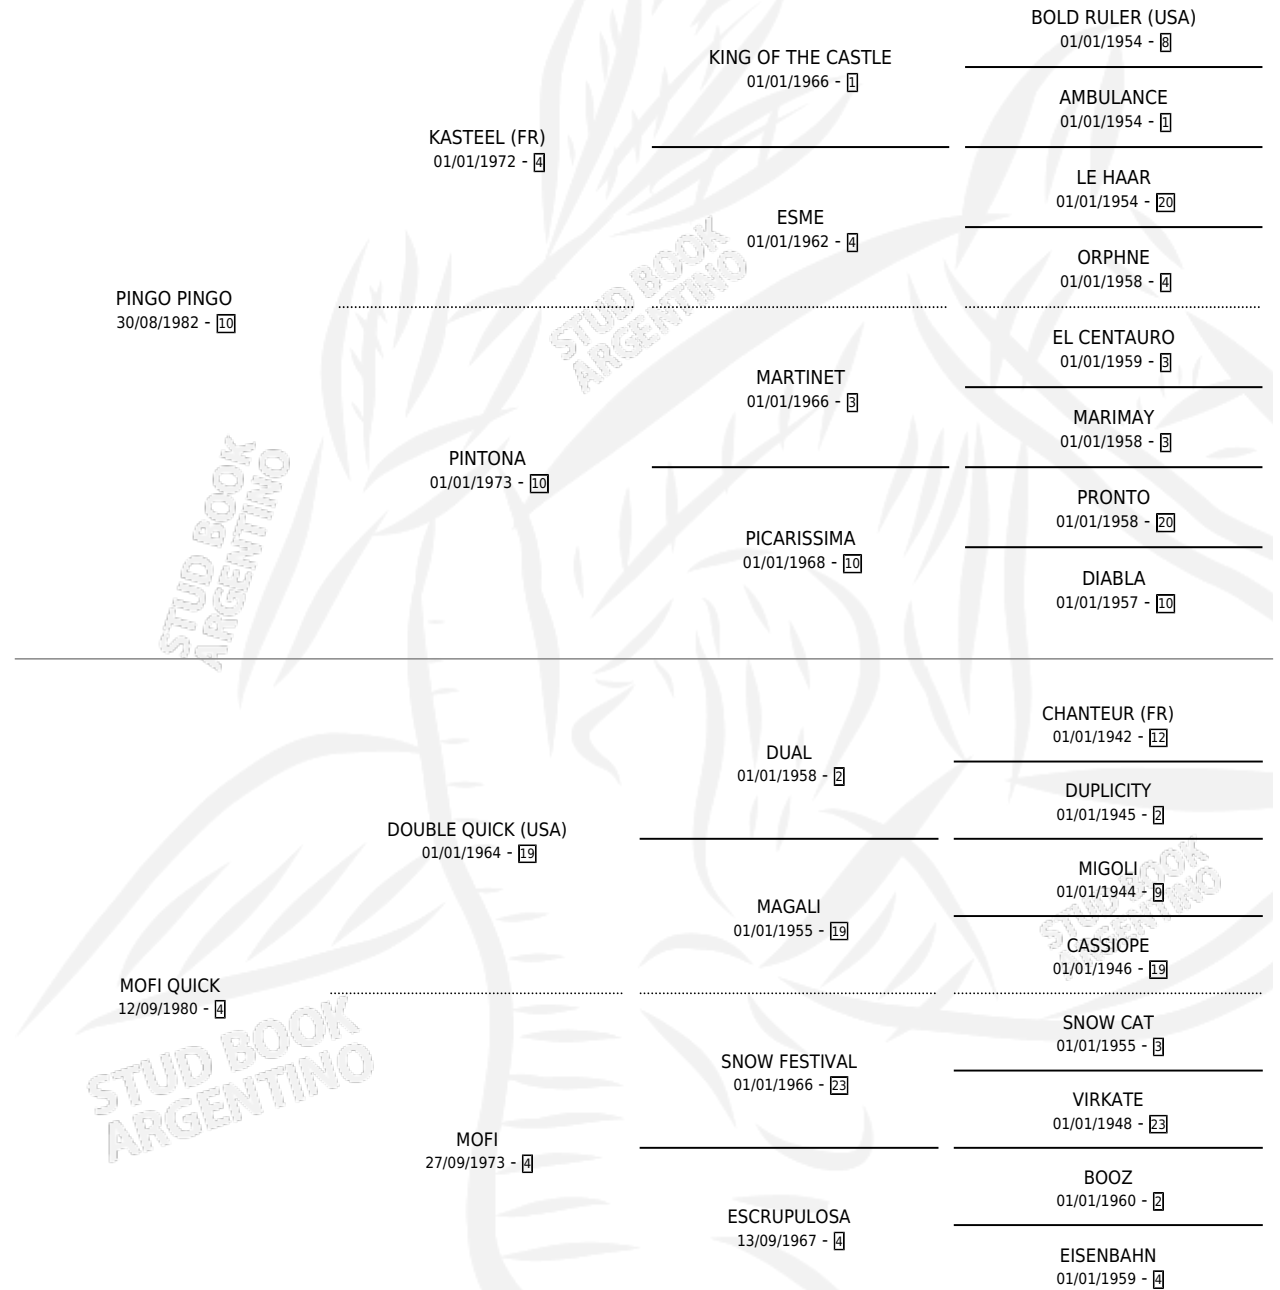 BOLD RULER (USA)
01/01/1954 - 8
KING OF THE CASTLE
01/01/1966 - 1
AMBULANCE
01/01/1954 - 1
KASTEEL (FR)
01/01/1972 - 4
LE HAAR
01/01/1954 - 20
ESME
01/01/1962 - 4
ORPHNE
01/01/1958 - 4
PINGO PINGO
30/08/1982 - 10
EL CENTAURO
01/01/1959 - 3
MARTINET
01/01/1966 - 3
MARIMAY
01/01/1958 - 3
PINTONA
01/01/1973 - 10
PRONTO
01/01/1958 - 20
PICARISSIMA
01/01/1968 - 10
DIABLA
01/01/1957 - 10
STUD BOOK
ARGENTINO
STUD BOOK
ARGENTINO
CHANTEUR (FR)
01/01/1942 - 12
DUAL
01/01/1958 - 2
DUPLICITY
01/01/1945 - 2
DOUBLE QUICK (USA)
01/01/1964 - 19
MIGOLI
01/01/1944 - 9
MAGALI
01/01/1955 - 19
CASSIOPE
01/01/1946 - 19
MOFI QUICK
12/09/1980 - 4
SNOW CAT
01/01/1955 - 3
SNOW FESTIVAL
01/01/1966 - 23
VIRKATE
01/01/1948 - 23
MOFI
27/09/1973 - 4
BOOZ
01/01/1960 - 2
ESCRUPULOSA
13/09/1967 - 4
EISENBAHN
01/01/1959 - 4
STUD BOOK
ARGENTINO
STUD BOOK
ARGENTINO